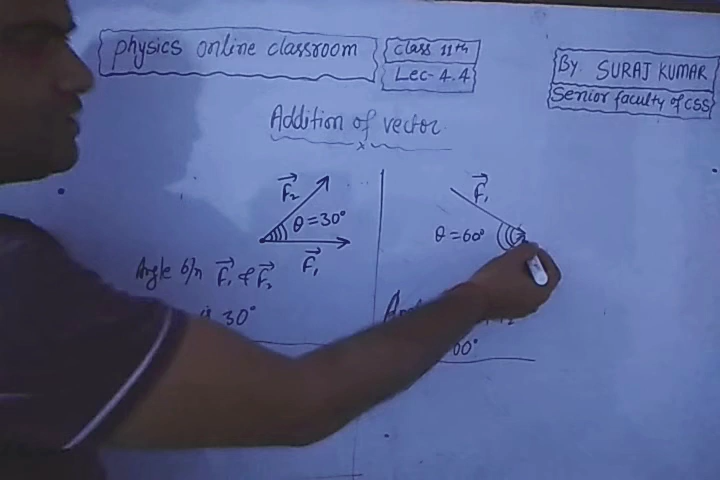 physics online classroom
Class 11th
Lec- 4.4
By. SURAJ KUMAR
Senior faculty of CSS
Addition of vector
F₂
θ = 30°
F₁
Angle b/n F₁ & F₂
30°
F₁
θ = 60°